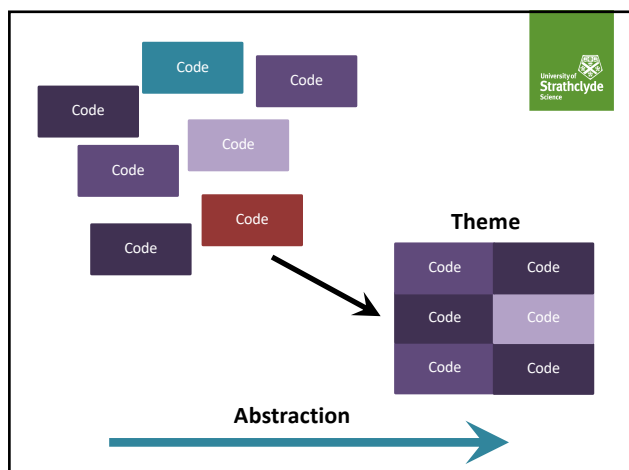 Code
Code
Code
Code
Code
Code
Code
University of
Strathclyde
Science
Theme
Code Code
Code Code
Code Code
Abstraction